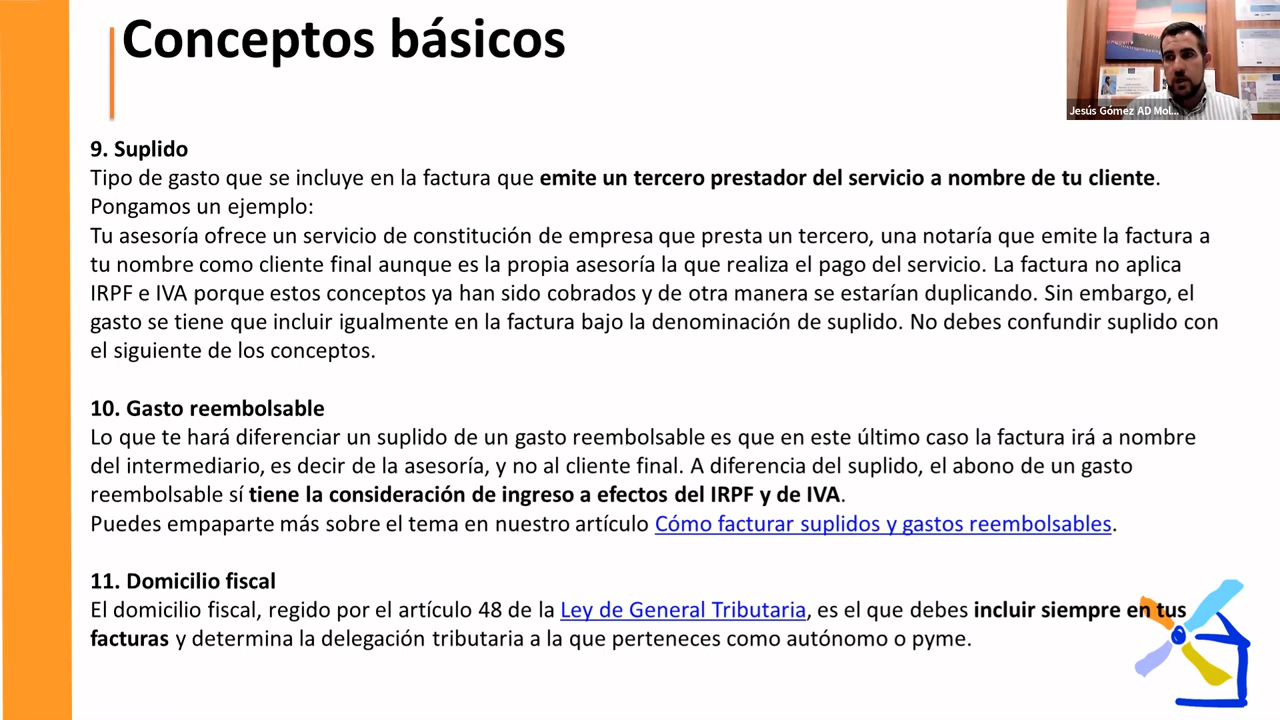 Conceptos básicos
Jesús Gómez AD Mol...
9. Suplido
Tipo de gasto que se incluye en la factura que emite un tercero prestador del servicio a nombre de tu cliente.
Pongamos un ejemplo:
Tu asesoría ofrece un servicio de constitución de empresa que presta un tercero, una notaría que emite la factura a
tu nombre como cliente final aunque es la propia asesoría la que realiza el pago del servicio. La factura no aplica
IRPF e IVA porque estos conceptos ya han sido cobrados y de otra manera se estarían duplicando. Sin embargo, el
gasto se tiene que incluir igualmente en la factura bajo la denominación de suplido. No debes confundir suplido con
el siguiente de los conceptos.
10. Gasto reembolsable
Lo que te hará diferenciar un suplido de un gasto reembolsable es que en este último caso la factura irá a nombre
del intermediario, es decir de la asesoría, y no al cliente final. A diferencia del suplido, el abono de un gasto
reembolsable sí tiene la consideración de ingreso a efectos del IRPF y de IVA.
Puedes empaparte más sobre el tema en nuestro artículo Cómo facturar suplidos y gastos reembolsables.
11. Domicilio fiscal
El domicilio fiscal, regido por el artículo 48 de la Ley de General Tributaria, es el que debes incluir siempre en tus
facturas y determina la delegación tributaria a la que perteneces como autónomo o pyme.